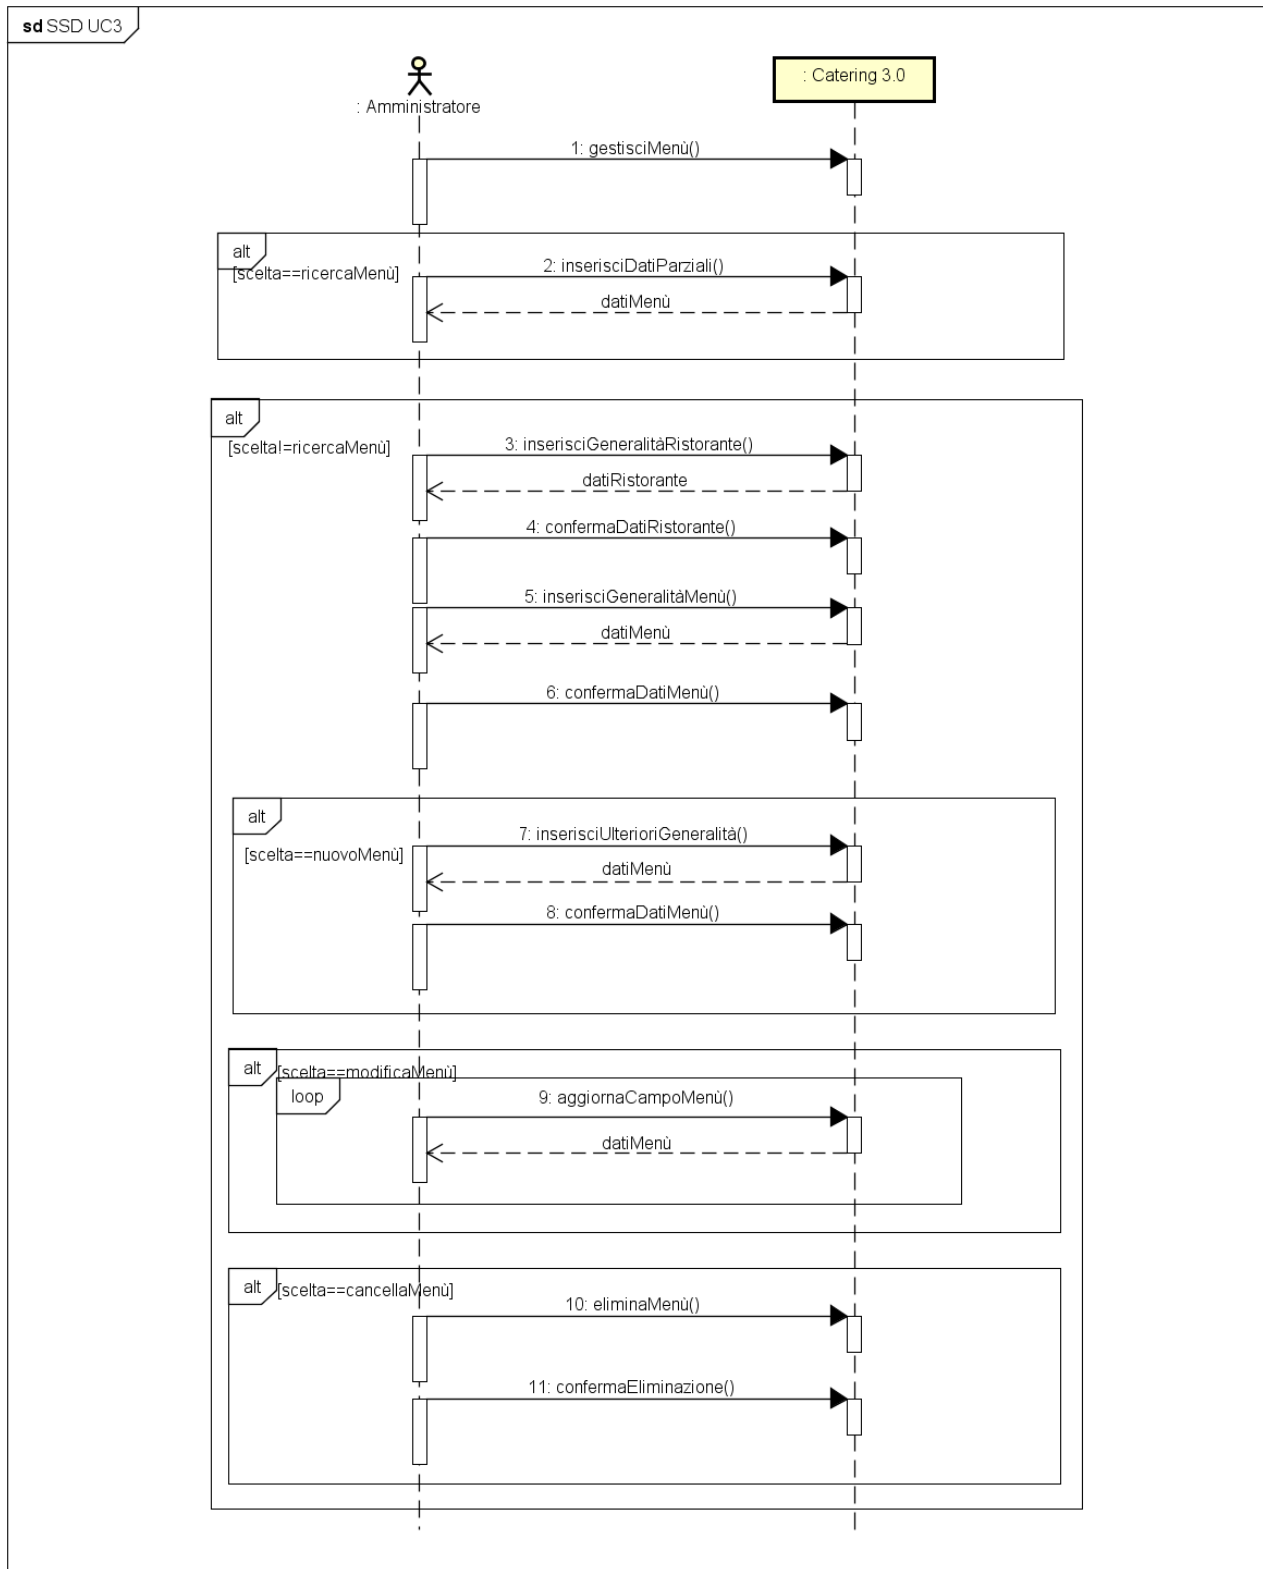 sd SSD UC3
: Amministratore
: Catering 3.0
1: gestisciMenù()
alt
[scelta==ricercaMenù]
2: inserisciDatiParziali()
datiMenù
alt
[scelta!=ricercaMenù]
3: inserisciGeneralitàRistorante()
datiRistorante
4: confermaDatiRistorante()
5: inserisciGeneralitàMenù()
datiMenù
6: confermaDatiMenù()
alt
[scelta==nuovoMenù]
7: inserisciUlterioriGeneralità()
datiMenù
8: confermaDatiMenù()
alt
[scelta==modificaMenù]
loop
9: aggiornaCampoMenù()
datiMenù
alt
[scelta==cancellaMenù]
10: eliminaMenù()
11: confermaEliminazione()